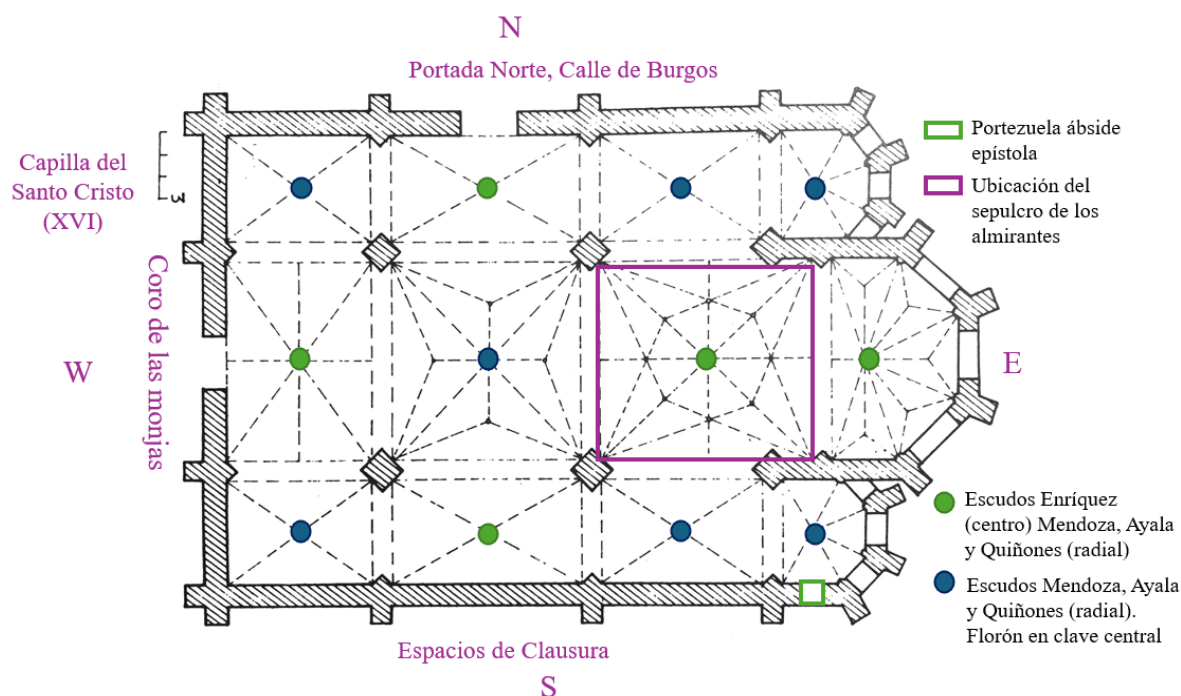 N
Portada Norte, Calle de Burgos
Portezuela ábside
epístola
Ubicación del
sepulcro de los
almirantes
Capilla del
Santo Cristo
(XVI)
3
Coro de las monjas
W
E
Escudos Enríquez
(centro) Mendoza, Ayala
y Quiñones (radial)
Escudos Mendoza, Ayala
y Quiñones (radial).
Florón en clave central
Espacios de Clausura
S